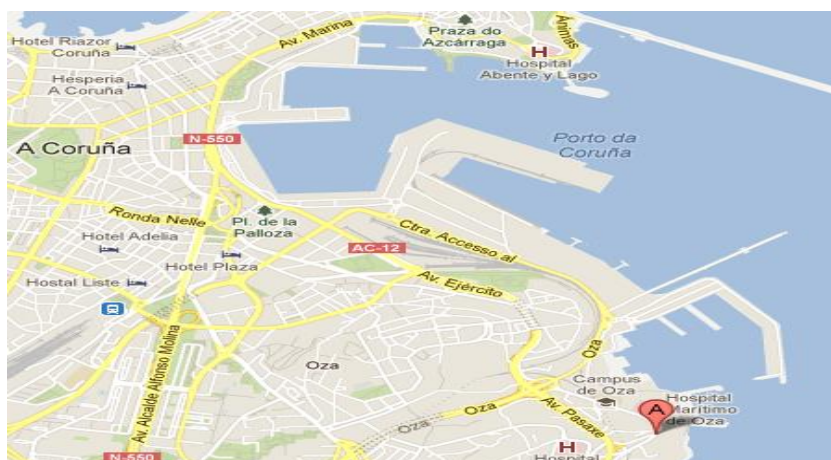 Hotel Riazor
Coruña
Av. Marina
Praza do
Azcárraga
Ánimas
H
Hospital
Abente y Lago
Hesperia
A Coruña
N-550
A Coruña
Porto da
Coruña
Ronda Nelle
Pl. de la
Palloza
Hotel Adelia
Hotel Plaza
Ctra. Accesso al
AC-12
Av. Ejército
Hostal Liste
Av. Alcalde Alfonso Molina
Oza
Oza
Campus
de Oza
Oza
Oza
Av. Pasaxe
A
Hospital
Marítimo
de Oza
H
Hospital
N-550